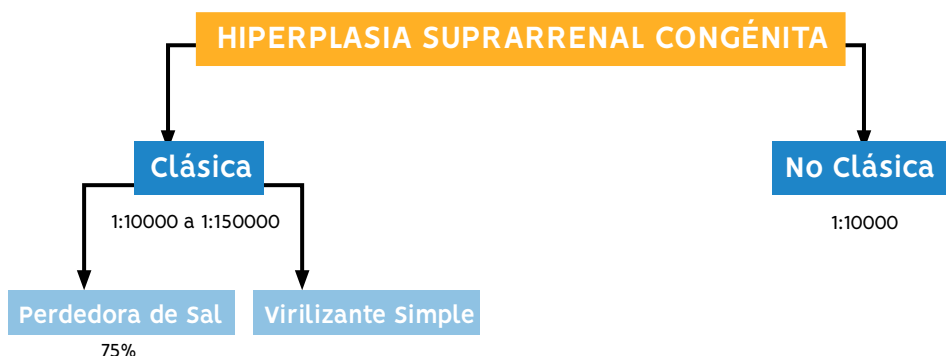 HIPERPLASIA SUPRARRENAL CONGÉNITA
Clásica
No Clásica
1:10000 a 1:150000
1:10000
Perdedora de Sal
Virilizante Simple
75%